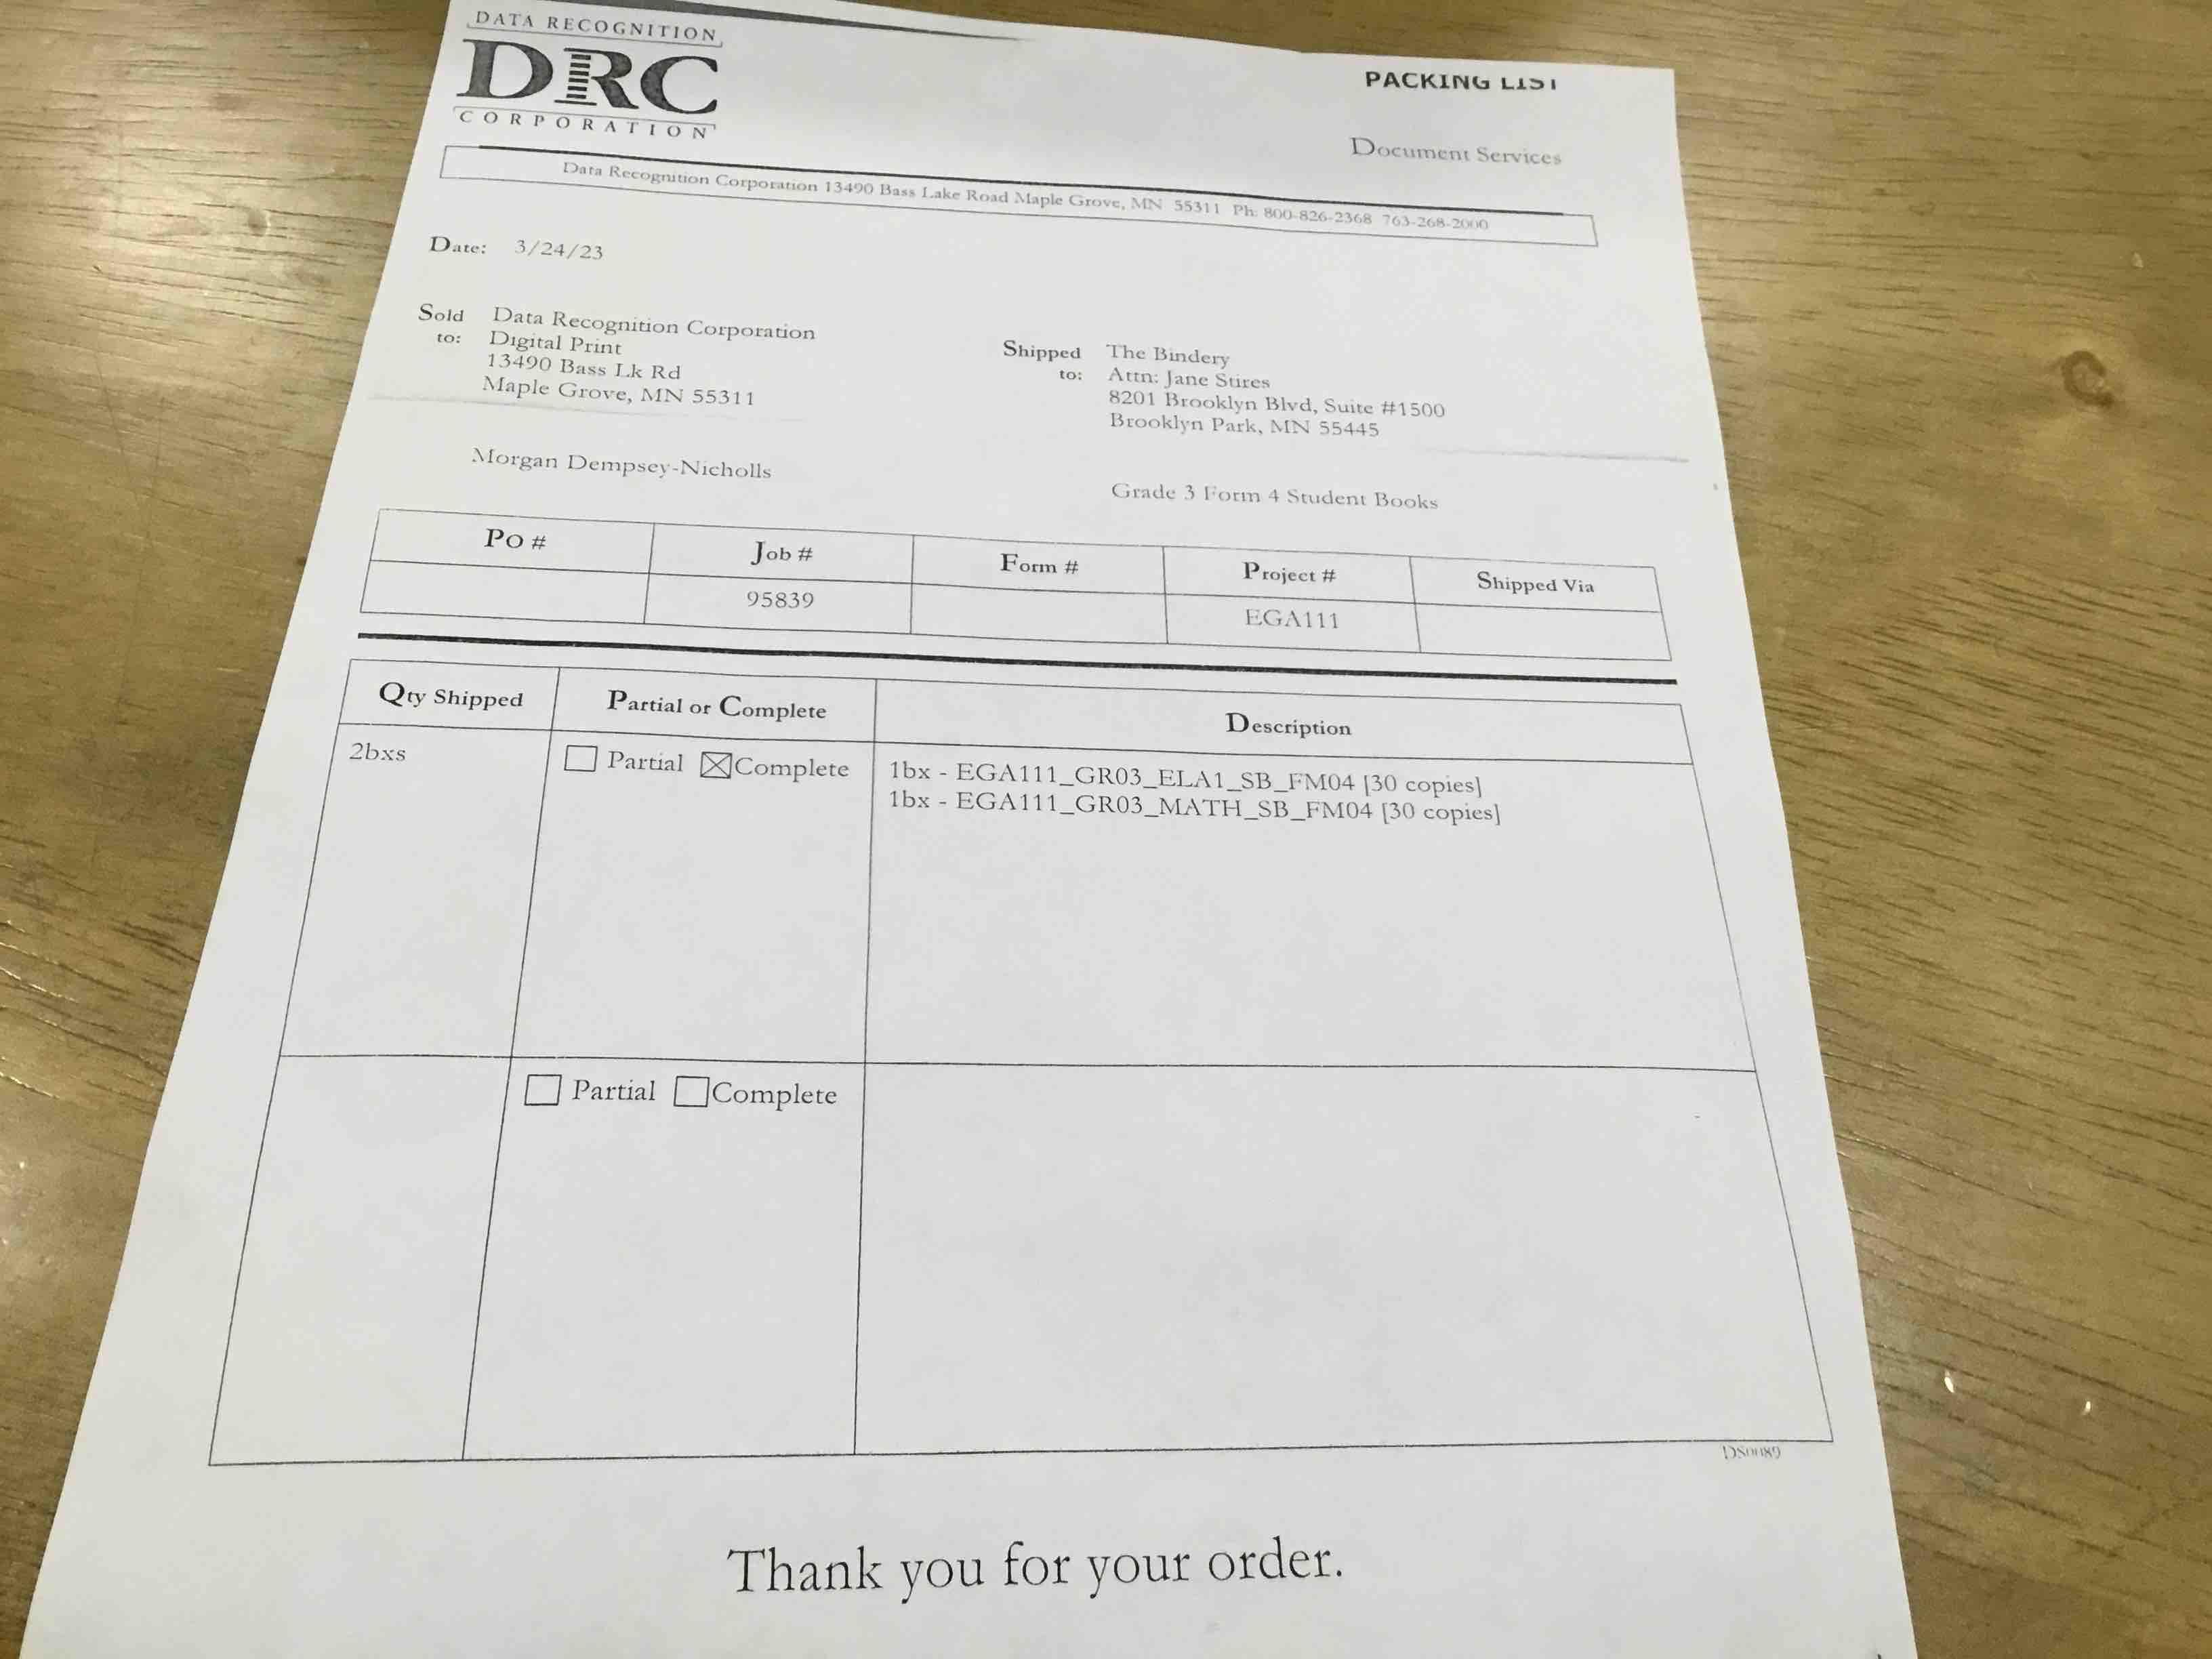 DATA RECOGNITION
DRC
CORPORATION
PACKING LIST
Document Services
Data Recognition Corporation 13490 Bass Lake Road Maple Grove, MN 55311 Ph: 800-826-2368 763-268-2000
Date: 3/24/23
Sold to: Data Recognition Corporation
Digital Print
13490 Bass Lk Rd
Maple Grove, MN 55311
Shipped to: The Bindery
Attn: Jane Stires
8201 Brooklyn Blvd, Suite #1500
Brooklyn Park, MN 55445
Morgan Dempsey-Nicholls
Grade 3 Form 4 Student Books
PO # Job # Form # Project # Shipped Via
95839 EGA111
Qty Shipped Partial or Complete Description
2bxs Partial Complete 1bx - EGA111_GR03_ELA1_SB_FM04 [30 copies]
1bx - EGA111_GR03_MATH_SB_FM04 [30 copies]
Partial Complete
DS0089
Thank you for your order.